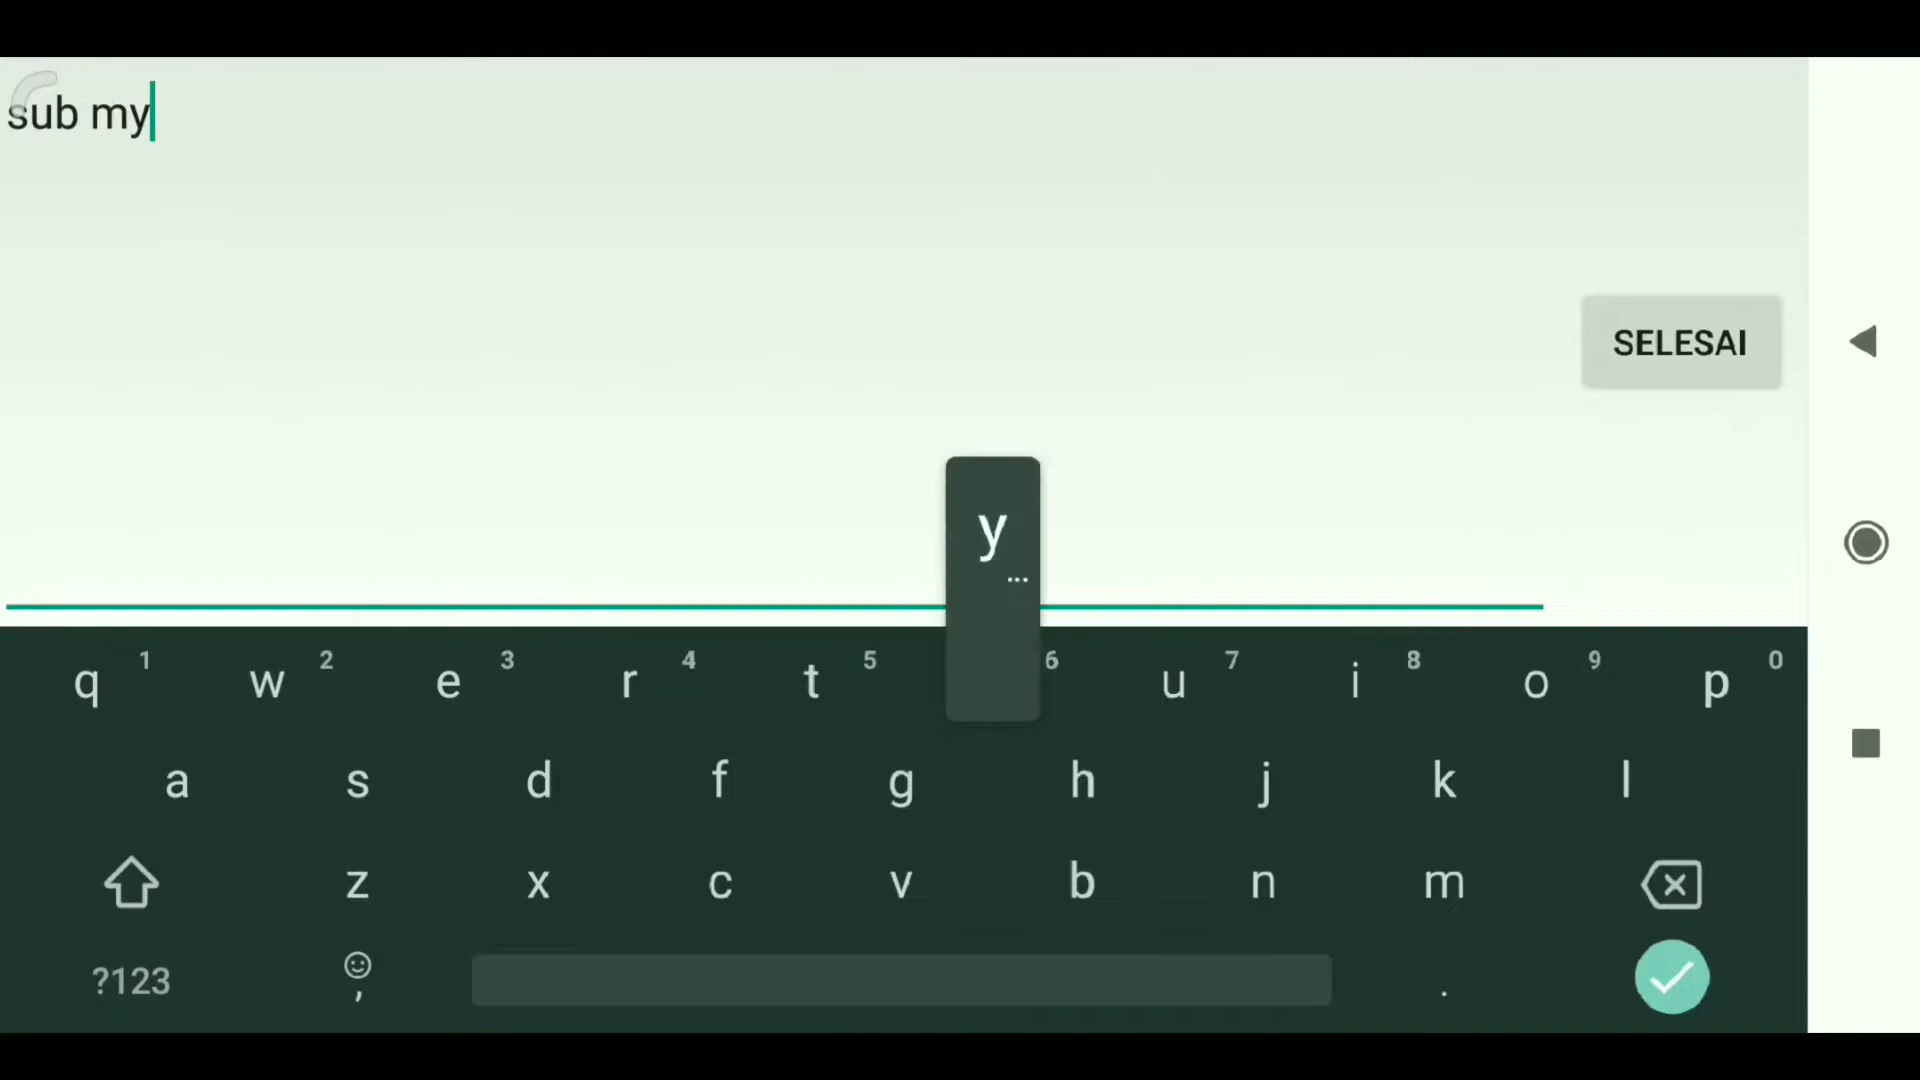 sub my
SELESAI
y
...
q 1 w 2 e 3 r 4 t 5 6 u 7 i 8 o 9 p 0
a s d f g h j k l
z x c v b n m
?123 , .